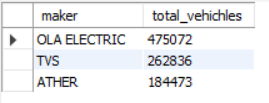 maker total_vehichles
OLA ELECTRIC 475072
TVS 262836
ATHER 184473